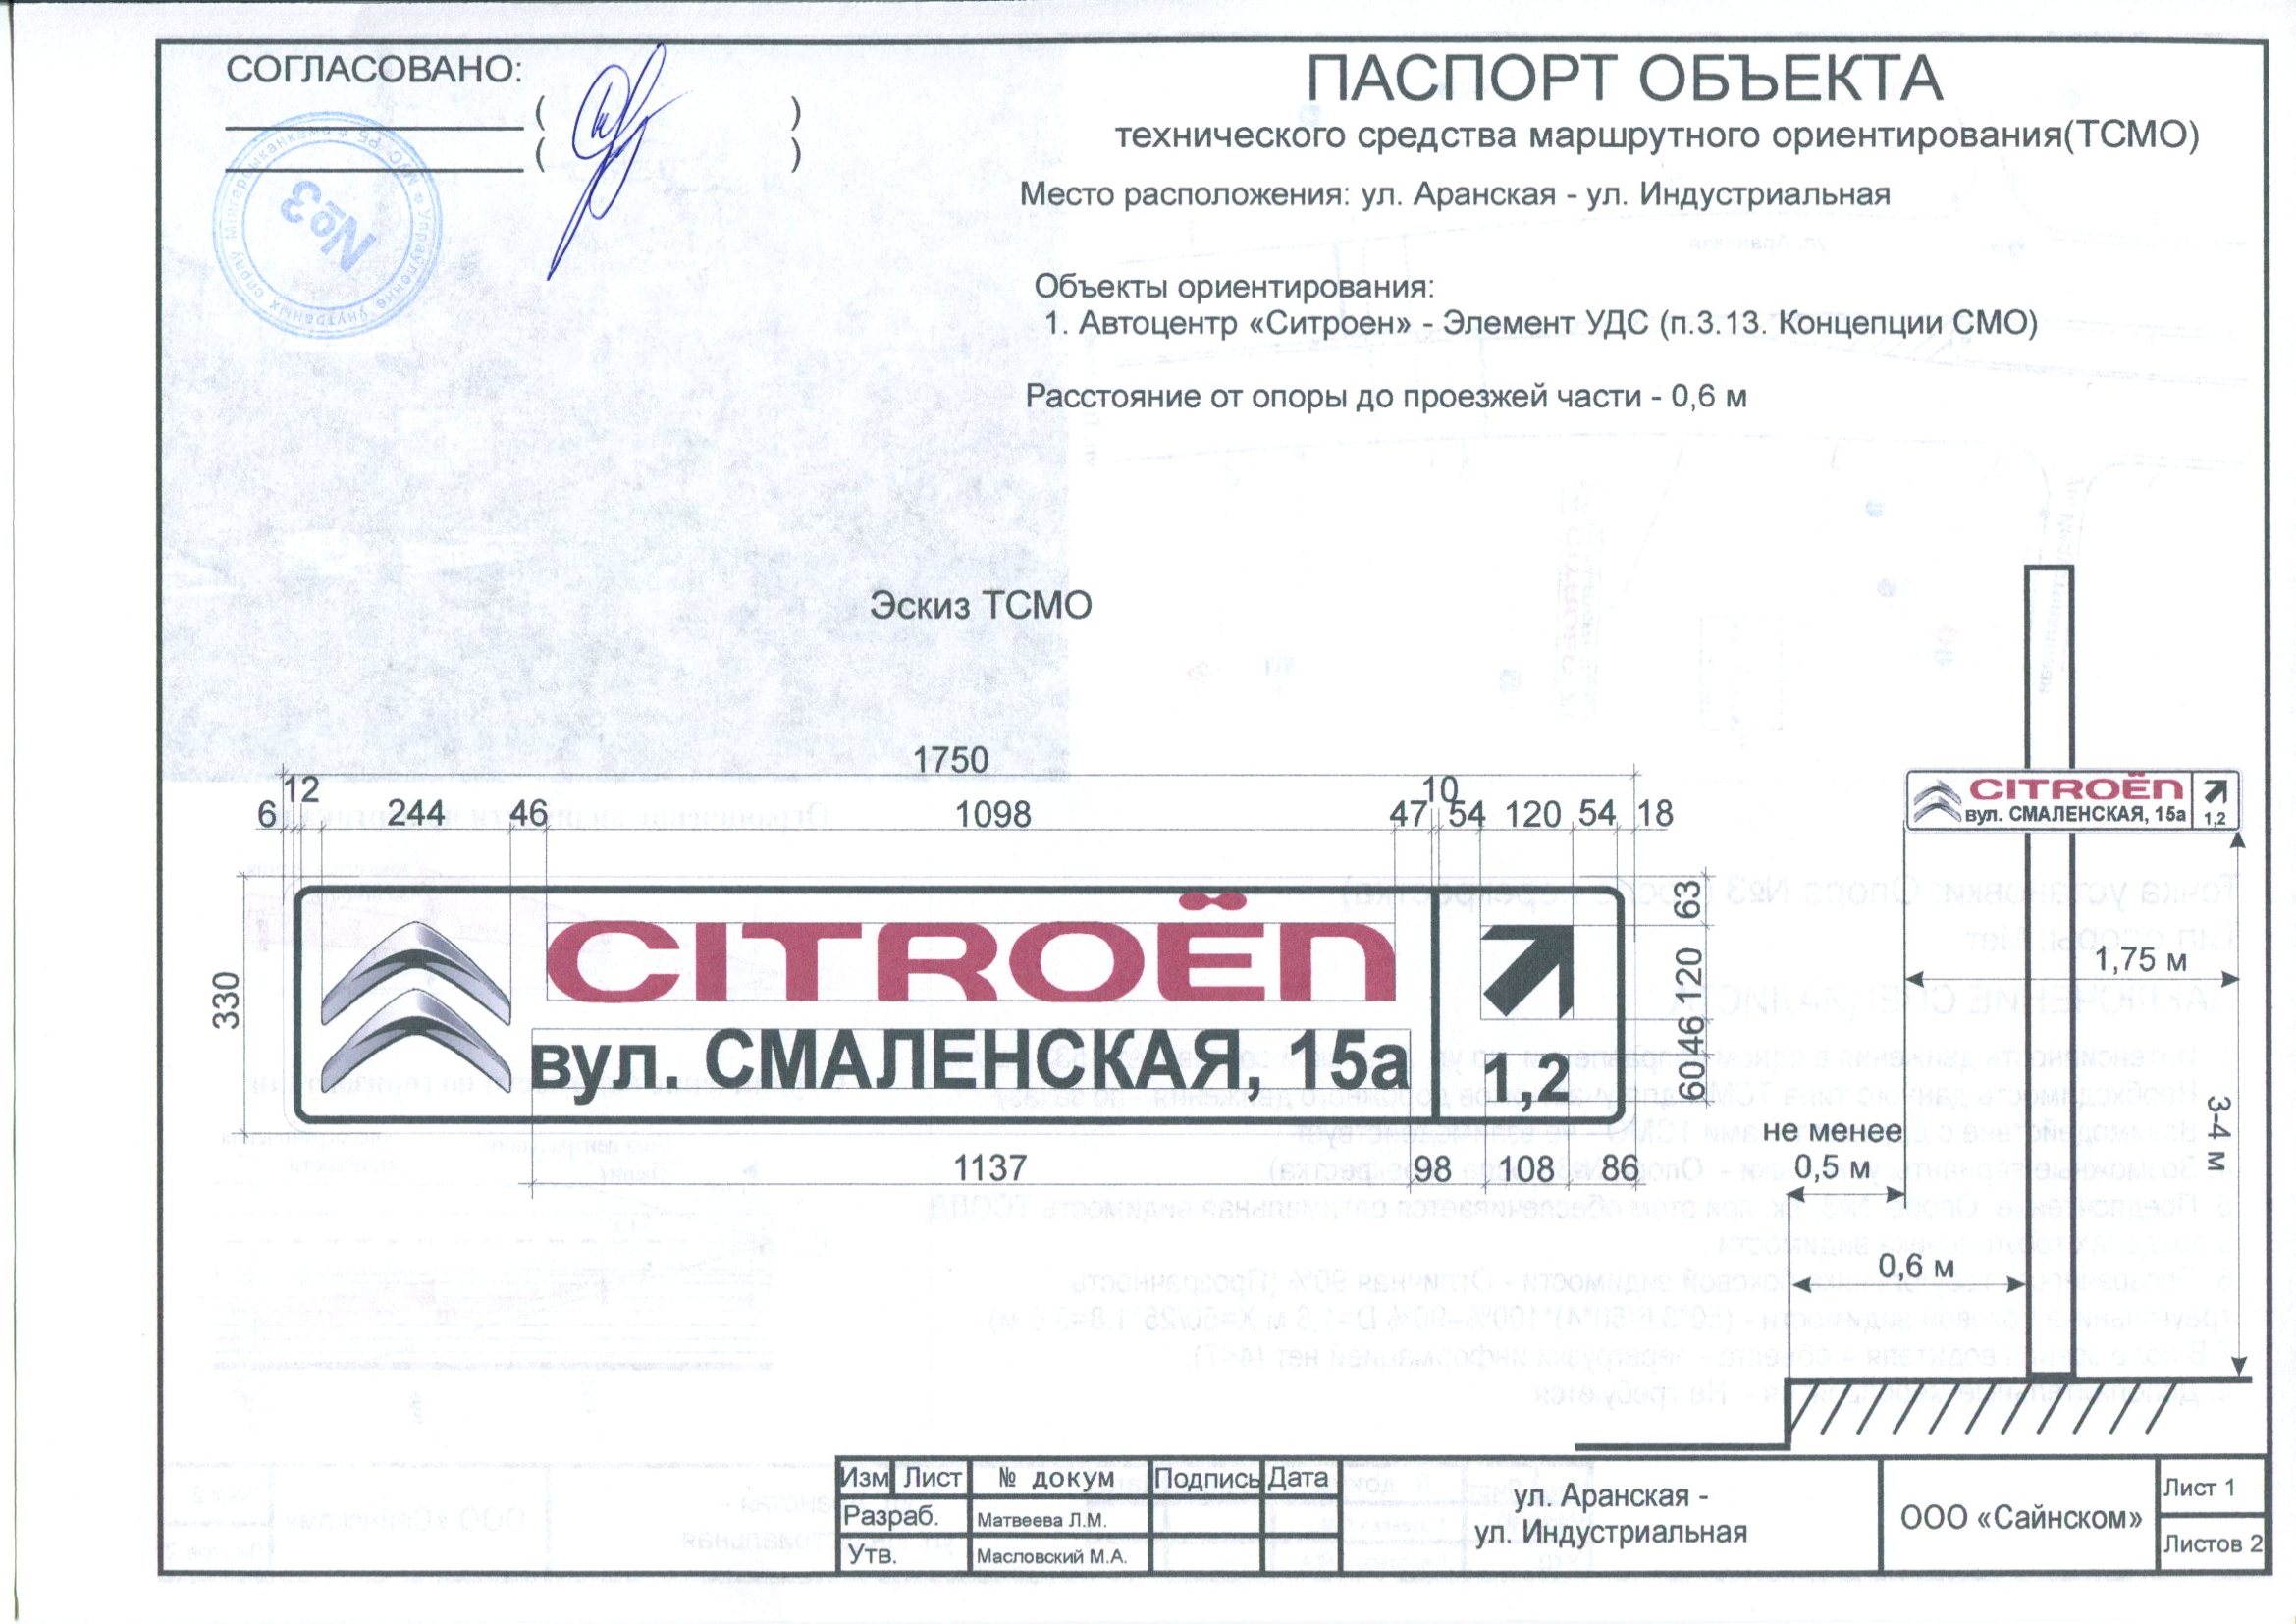 СОГЛАСОВАНО:
( )
( )
№3
ПАСПОРТ ОБЪЕКТА
технического средства маршрутного ориентирования(ТСМО)
Место расположения: ул. Аранская - ул. Индустриальная
Объекты ориентирования:
1. Автоцентр «Ситроен» - Элемент УДС (п.3.13. Концепции СМО)
Расстояние от опоры до проезжей части - 0,6 м
Эскиз ТСМО
1750
6 12 244 46 1098 47 10 54 120 54 18
330
CITROËN
вул. СМАЛЕНСКАЯ, 15а
1,2
63
120
46
60
1137 98 108 86
CITROËN
вул. СМАЛЕНСКАЯ, 15а
1,2
1,75 м
3-4 м
не менее
0,5 м
0,6 м
Изм Лист № докум Подпись Дата
Разраб. Матвеева Л.М.
Утв. Масловский М.А.
ул. Аранская -
ул. Индустриальная
ООО «Сайнском»
Лист 1
Листов 2